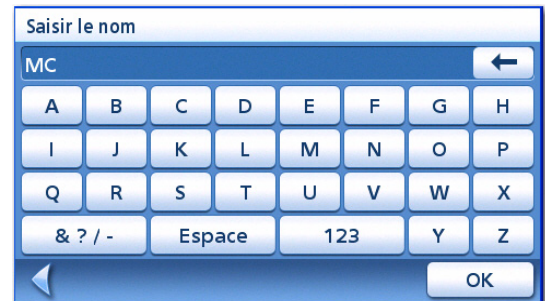 Saisir le nom
MC
A B C D E F G H
I J K L M N O P
Q R S T U V W X
& ? / - Espace 123 Y Z
OK